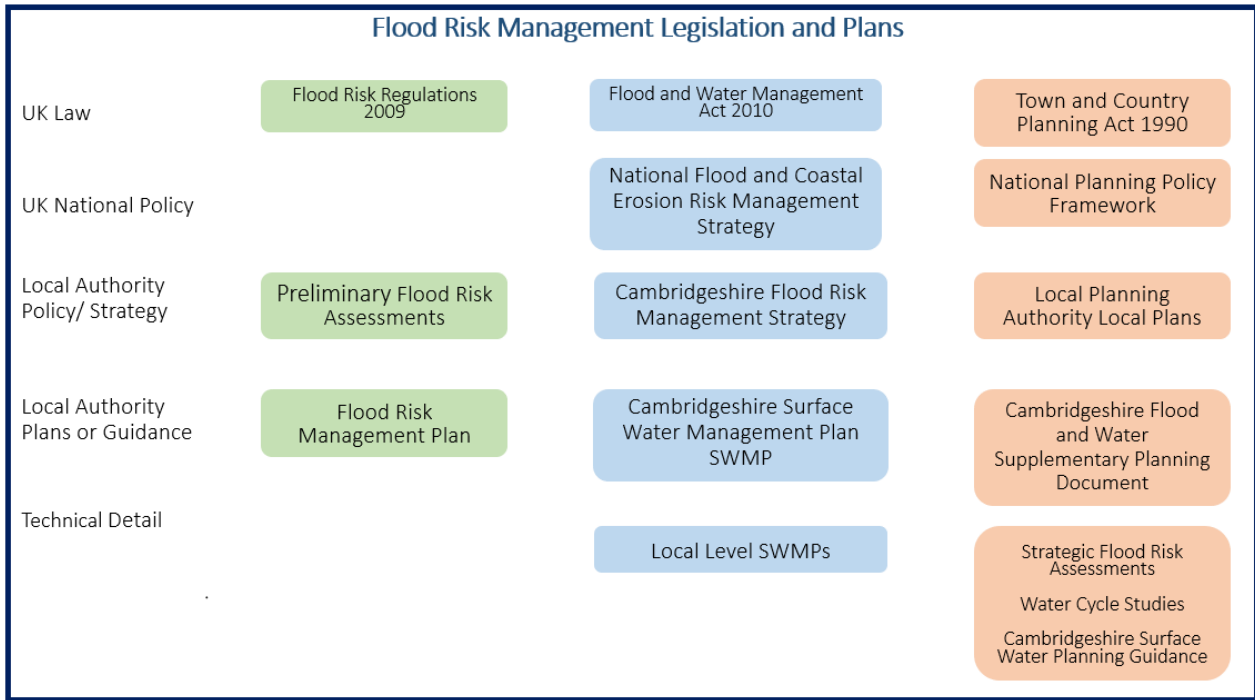 Flood Risk Management Legislation and Plans
UK Law
Flood Risk Regulations
2009
Flood and Water Management
Act 2010
Town and Country
Planning Act 1990
UK National Policy
National Flood and Coastal
Erosion Risk Management
Strategy
National Planning Policy
Framework
Local Authority
Policy/ Strategy
Preliminary Flood Risk
Assessments
Cambridgeshire Flood Risk
Management Strategy
Local Planning
Authority Local Plans
Local Authority
Plans or Guidance
Flood Risk
Management Plan
Cambridgeshire Surface
Water Management Plan
SWMP
Cambridgeshire Flood
and Water
Supplementary Planning
Document
Technical Detail
.
Local Level SWMPs
Strategic Flood Risk
Assessments
Water Cycle Studies
Cambridgeshire Surface
Water Planning Guidance